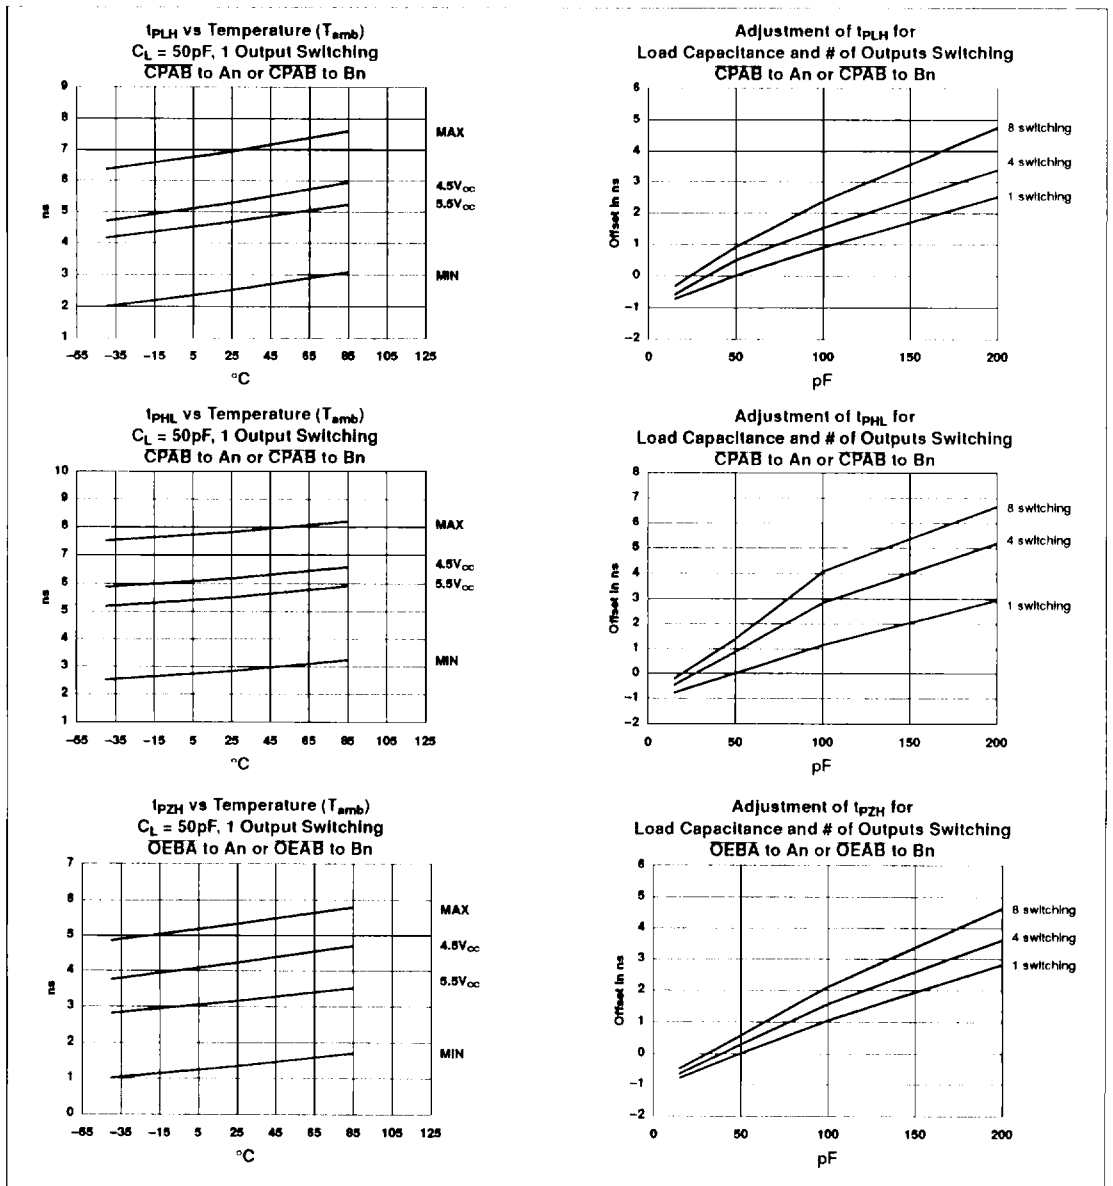 tPLH vs Temperature (Tamb)
CL = 50pF, 1 Output Switching
CPAB to An or CPAB to Bn
9
8
7
6
5
4
3
2
1
ns
MAX
4.5VCC
5.5VCC
MIN
−55 −35 −15 5 25 45 65 85 105 125
°C
Adjustment of tPLH for
Load Capacitance and # of Outputs Switching
CPAB to An or CPAB to Bn
6
5
4
3
2
1
0
−1
−2
Offset in ns
8 switching
4 switching
1 switching
0 50 100 150 200
pF
tPHL vs Temperature (Tamb)
CL = 50pF, 1 Output Switching
CPAB to An or CPAB to Bn
10
9
8
7
6
5
4
3
2
1
ns
MAX
4.5VCC
5.5VCC
MIN
−55 −35 −15 5 25 45 65 85 105 125
°C
Adjustment of tPHL for
Load Capacitance and # of Outputs Switching
CPAB to An or CPAB to Bn
8
7
6
5
4
3
2
1
0
−1
−2
Offset in ns
8 switching
4 switching
1 switching
0 50 100 150 200
pF
tPZH vs Temperature (Tamb)
CL = 50pF, 1 Output Switching
OEBA to An or OEAB to Bn
7
6
5
4
3
2
1
0
ns
MAX
4.5VCC
5.5VCC
MIN
−55 −35 −15 5 25 45 65 85 105 125
°C
Adjustment of tPZH for
Load Capacitance and # of Outputs Switching
OEBA to An or OEAB to Bn
6
5
4
3
2
1
0
−1
−2
Offset in ns
8 switching
4 switching
1 switching
0 50 100 150 200
pF